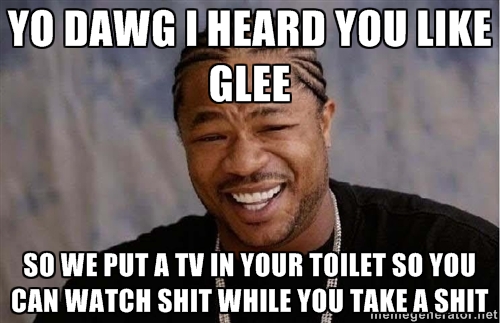 YO DAWG I HEARD YOU LIKE
GLEE
SO WE PUT A TV IN YOUR TOILET SO YOU
CAN WATCH SHIT WHILE YOU TAKE A SHIT
memegenerator.net